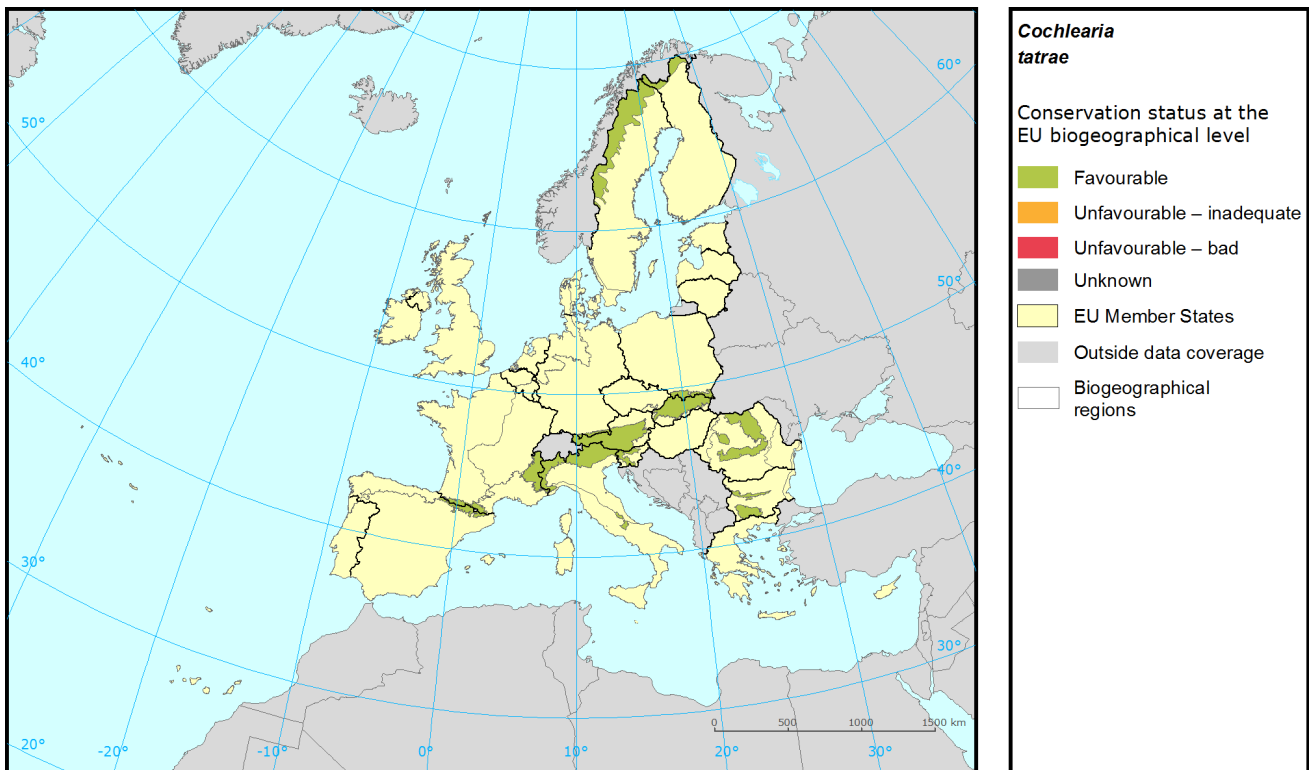 60°
50°
50°
40°
40°
30°
30°
20°
-20°
-10°
0°
10°
20°
30°
0 500 1000 1500 km
Cochlearia
tatrae
Conservation status at the
EU biogeographical level
Favourable
Unfavourable – inadequate
Unfavourable – bad
Unknown
EU Member States
Outside data coverage
Biogeographical
regions